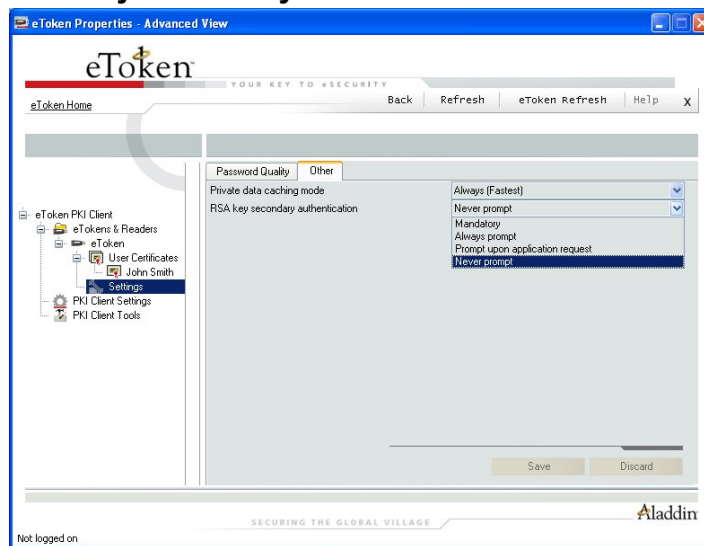 eToken Properties - Advanced View
eToken
YOUR KEY TO eSECURITY
eToken Home
Back Refresh eToken Refresh Help X
Password Quality Other
Private data caching mode Always (Fastest)
RSA key secondary authentication Never prompt
Mandatory
Always prompt
Prompt upon application request
Never prompt
eToken PKI Client
eTokens & Readers
eToken
User Certificates
John Smith
Settings
PKI Client Settings
PKI Client Tools
Save Discard
SECURING THE GLOBAL VILLAGE
Aladdin
Not logged on